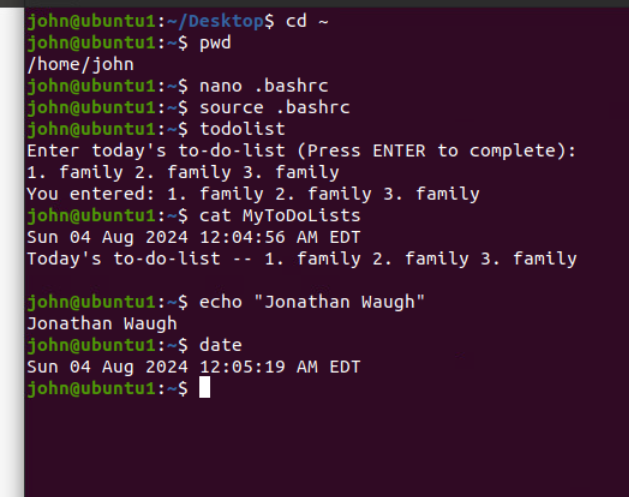 john@ubuntu1:~/Desktop$ cd ~
john@ubuntu1:~$ pwd
/home/john
john@ubuntu1:~$ nano .bashrc
john@ubuntu1:~$ source .bashrc
john@ubuntu1:~$ todolist
Enter today's to-do-list (Press ENTER to complete):
1. family 2. family 3. family
You entered: 1. family 2. family 3. family
john@ubuntu1:~$ cat MyToDoLists
Sun 04 Aug 2024 12:04:56 AM EDT
Today's to-do-list -- 1. family 2. family 3. family
john@ubuntu1:~$ echo "Jonathan Waugh"
Jonathan Waugh
john@ubuntu1:~$ date
Sun 04 Aug 2024 12:05:19 AM EDT
john@ubuntu1:~$